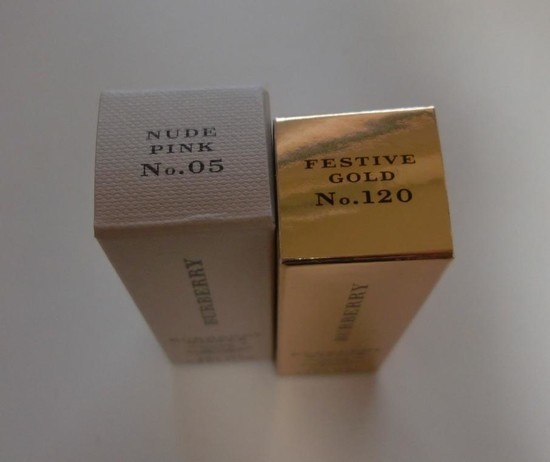 NUDE
PINK
No.05
BURBERRY
FESTIVE
GOLD
No.120
BURBERRY